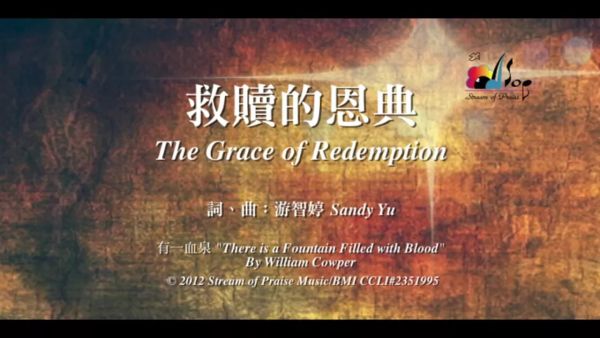 Stream of Praise
救贖的恩典
The Grace of Redemption
詞、曲：游智婷 Sandy Yu
有一血泉 "There is a Fountain Filled with Blood"
By William Cowper
© 2012 Stream of Praise Music/BMI CCLI#2351995